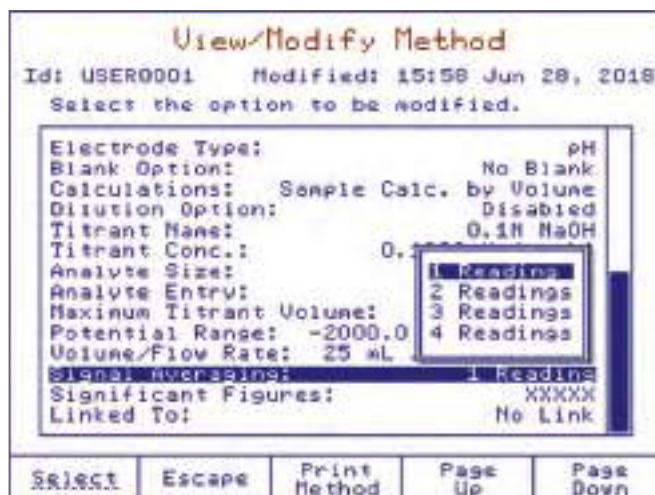 View/Modify Method
Id: USER0001 Modified: 15:58 Jun 28, 2018
Select the option to be modified.
Electrode Type: pH
Blank Option: No Blank
Calculations: Sample Calc. by Volume
Dilution Option: Disabled
Titrant Name: 0.1M NaOH
Titrant Conc.:
Analyte Size:
Analyte Entry:
Maximum Titrant Volume:
Potential Range: -2000.0
Volume/Flow Rate: 25 mL
Signal Averaging: 1 Reading
Significant Figures: XXXXX
Linked To: No Link
1 Reading
2 Readings
3 Readings
4 Readings
Select
Escape
Print
Method
Page
Up
Page
Down